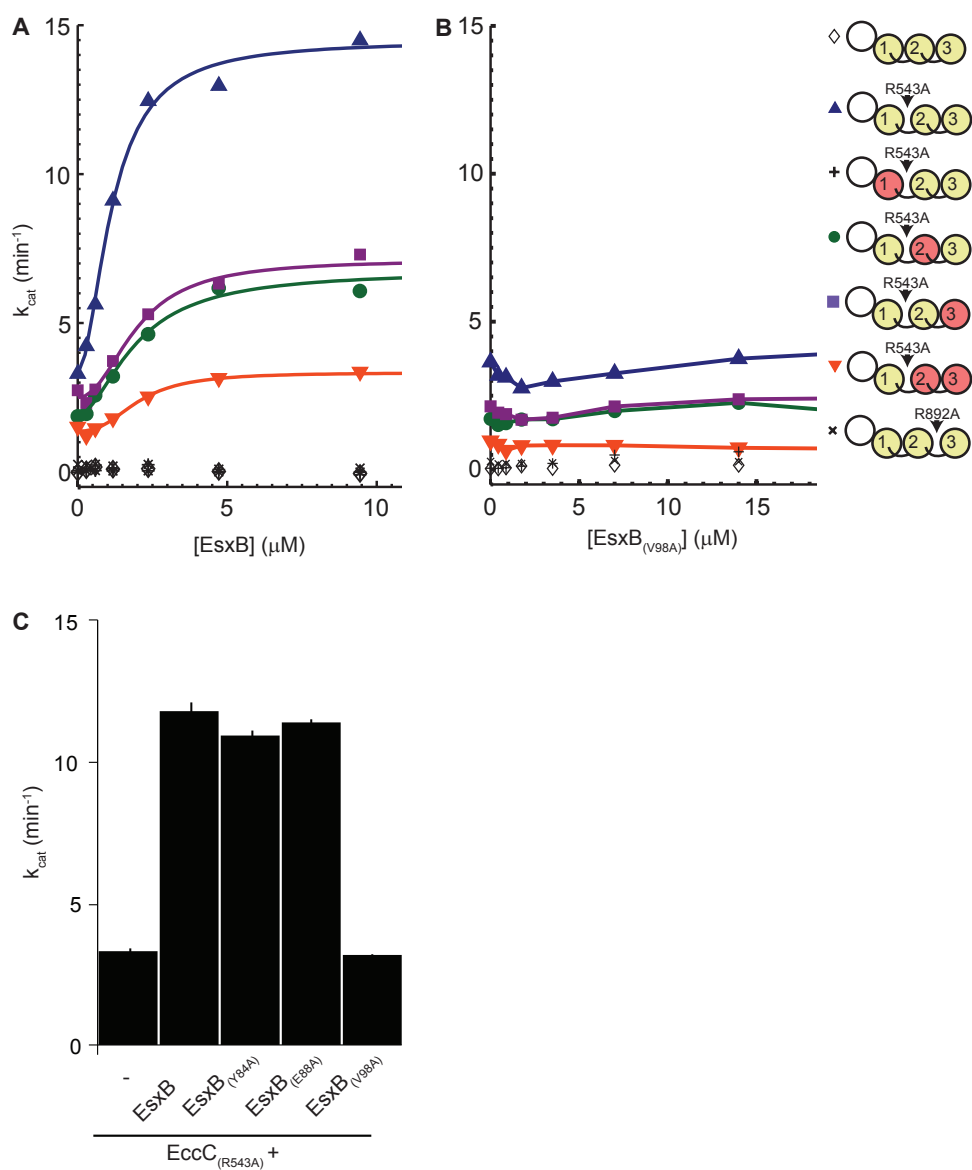 A
15
10
5
0
k_cat (min⁻¹)
0
5
10
[EsxB] (μM)
B
15
10
5
0
0
5
10
15
[EsxB(V98A)] (μM)
1 2 3
R543A
1 2 3
R543A
1 2 3
R543A
1 2 3
R543A
1 2 3
R543A
1 2 3
R892A
1 2 3
C
15
10
5
0
k_cat (min⁻¹)
-
EsxB
EsxB(Y84A)
EsxB(E88A)
EsxB(V98A)
EccC(R543A) +